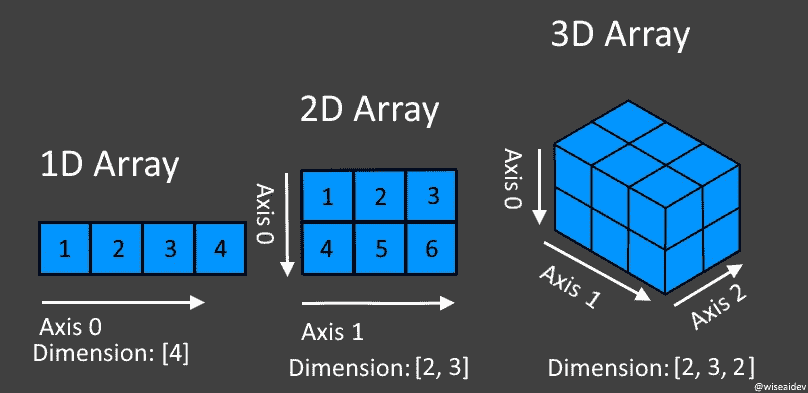 1D Array
1 2 3 4
Axis 0
Dimension: [4]
2D Array
Axis 0
1 2 3
4 5 6
Axis 1
Dimension: [2, 3]
3D Array
Axis 0
Axis 1
Axis 2
Dimension: [2, 3, 2]
@wiseaidev